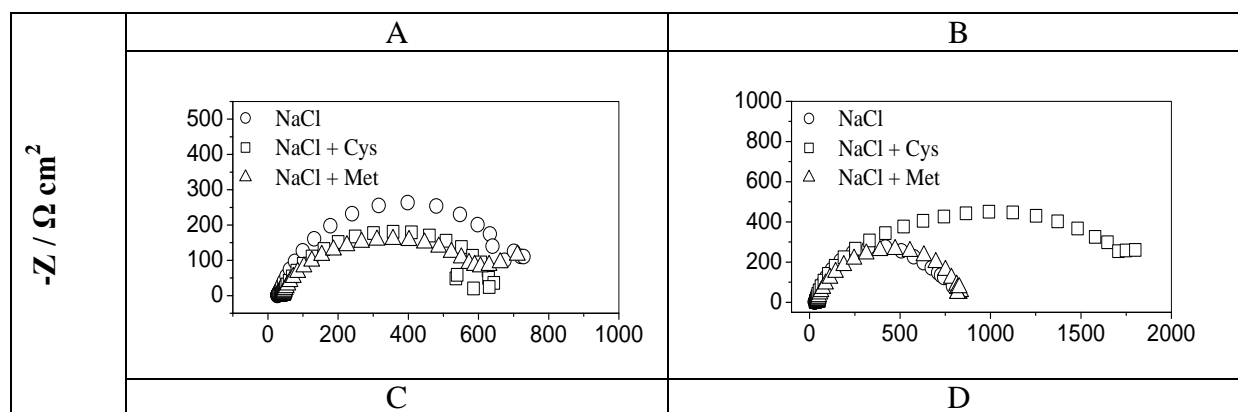 A
B
-Z / Ω cm²
500
400
300
200
100
0
NaCl
NaCl + Cys
NaCl + Met
0 200 400 600 800 1000
1000
800
600
400
200
0
NaCl
NaCl + Cys
NaCl + Met
0 500 1000 1500 2000
C
D